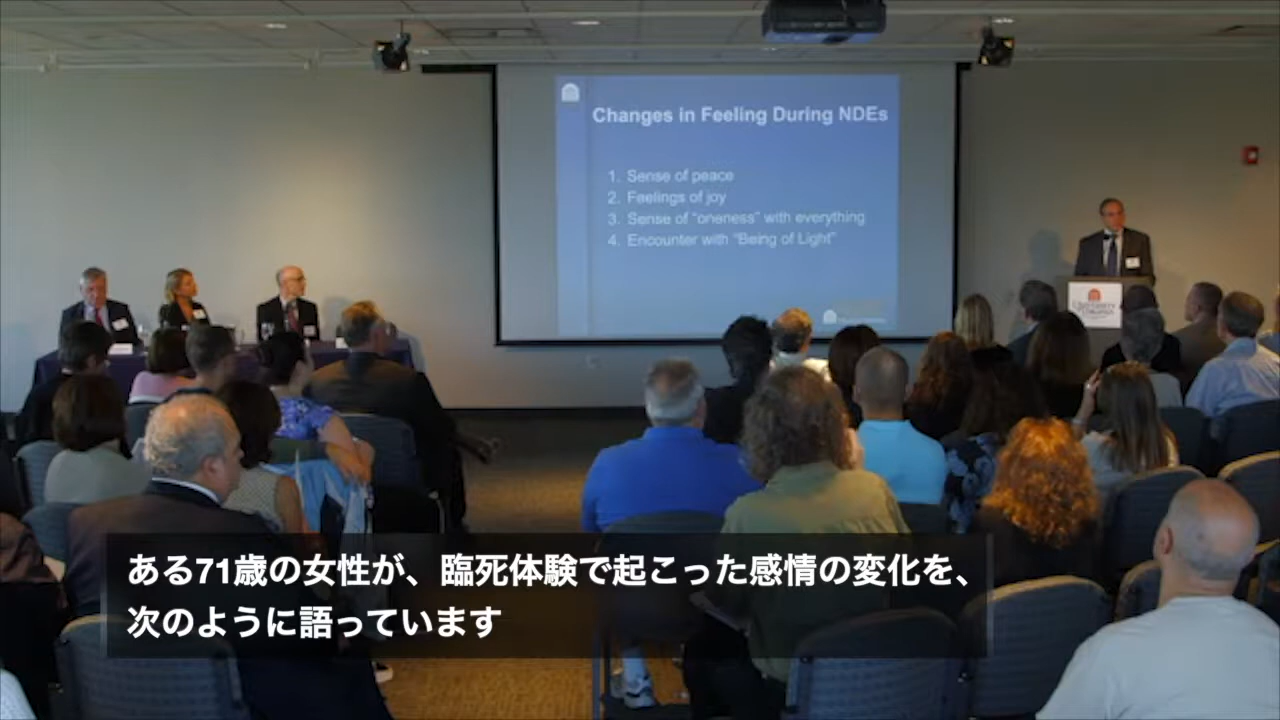 Changes in Feeling During NDEs
1. Sense of peace
2. Feelings of joy
3. Sense of “oneness” with everything
4. Encounter with “Being of Light”
UNIVERSITY
of VIRGINIA
ある71歳の女性が、臨死体験で起こった感情の変化を、
次のように語っています